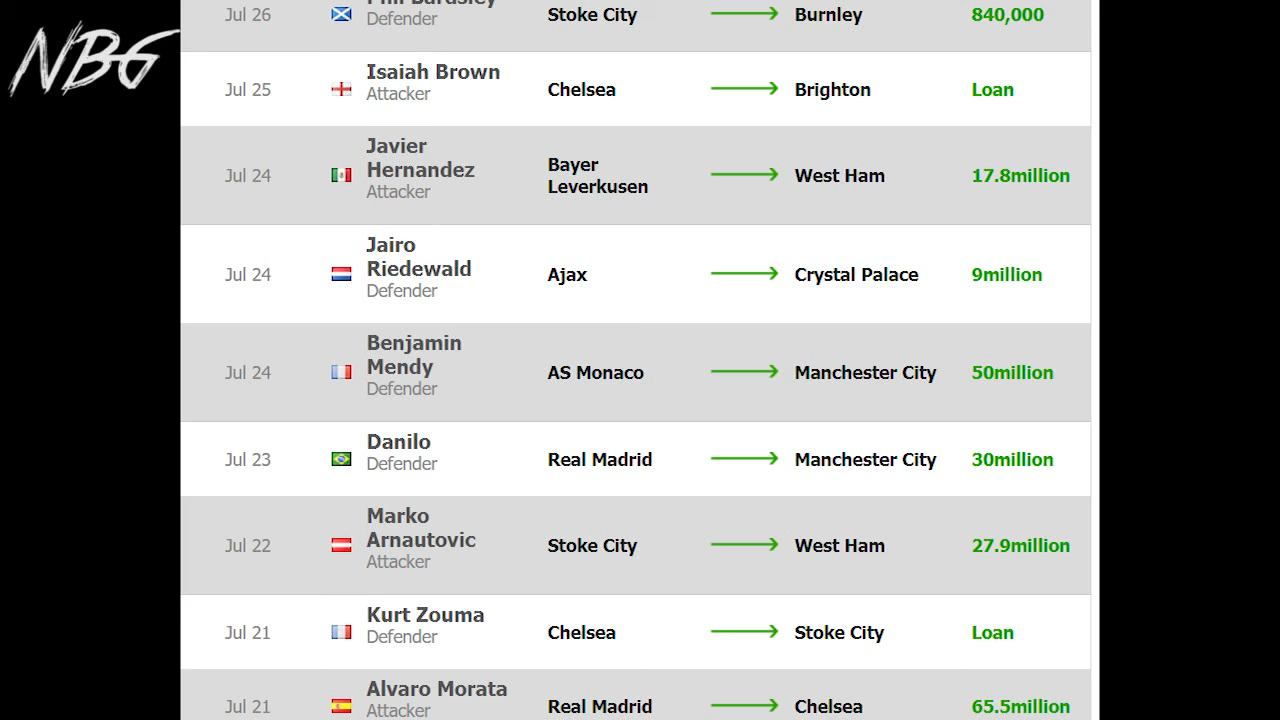 NBG
Jul 26 Phil Bardsley Stoke City Burnley 840,000
Defender
Jul 25 Isaiah Brown Chelsea Brighton Loan
Attacker
Javier
Jul 24 Hernandez Bayer Leverkusen West Ham 17.8million
Attacker
Jairo
Jul 24 Riedewald Ajax Crystal Palace 9million
Defender
Benjamin
Jul 24 Mendy AS Monaco Manchester City 50million
Defender
Jul 23 Danilo Real Madrid Manchester City 30million
Defender
Marko
Jul 22 Arnautovic Stoke City West Ham 27.9million
Attacker
Jul 21 Kurt Zouma Chelsea Stoke City Loan
Defender
Jul 21 Alvaro Morata Real Madrid Chelsea 65.5million
Attacker